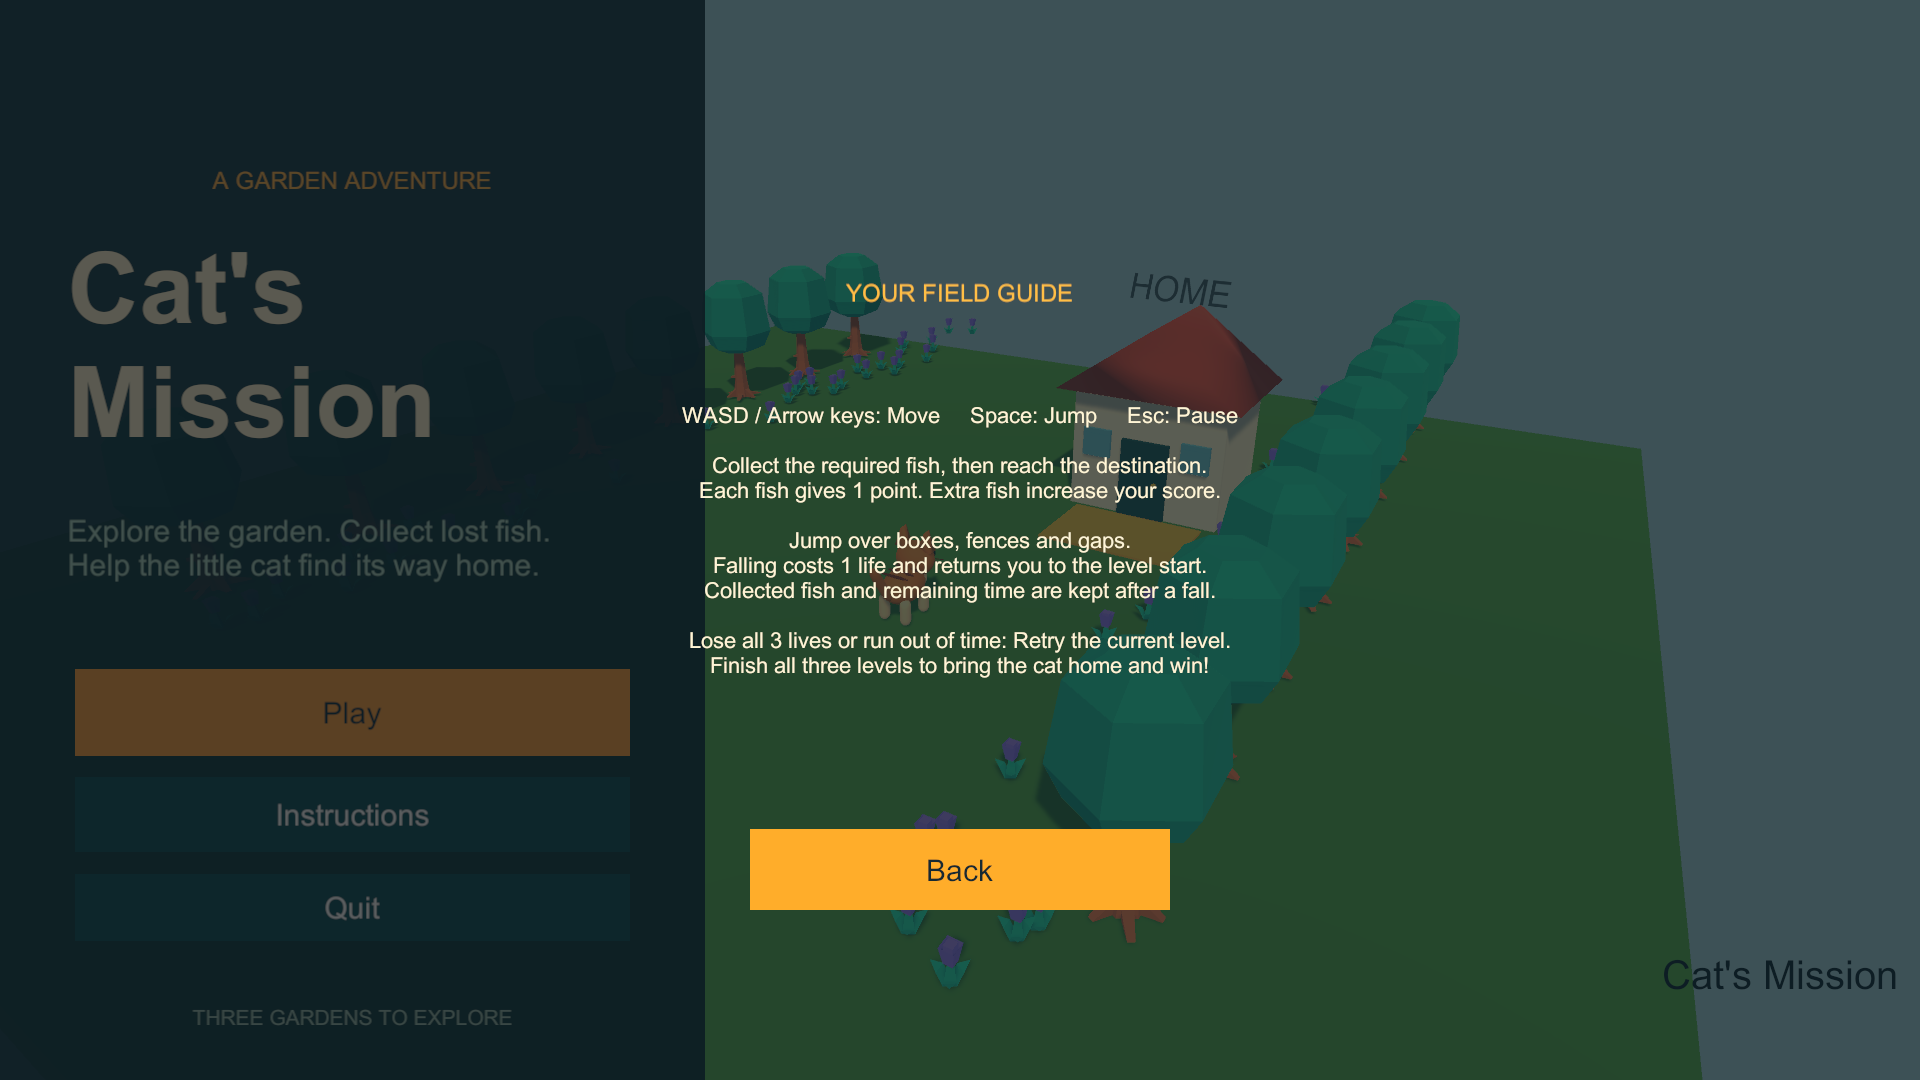 A GARDEN ADVENTURE
Cat's
Mission
Explore the garden. Collect lost fish.
Help the little cat find its way home.
Play
Instructions
Quit
THREE GARDENS TO EXPLORE
YOUR FIELD GUIDE
HOME
WASD / Arrow keys: Move Space: Jump Esc: Pause
Collect the required fish, then reach the destination.
Each fish gives 1 point. Extra fish increase your score.
Jump over boxes, fences and gaps.
Falling costs 1 life and returns you to the level start.
Collected fish and remaining time are kept after a fall.
Lose all 3 lives or run out of time: Retry the current level.
Finish all three levels to bring the cat home and win!
Back
Cat's Mission